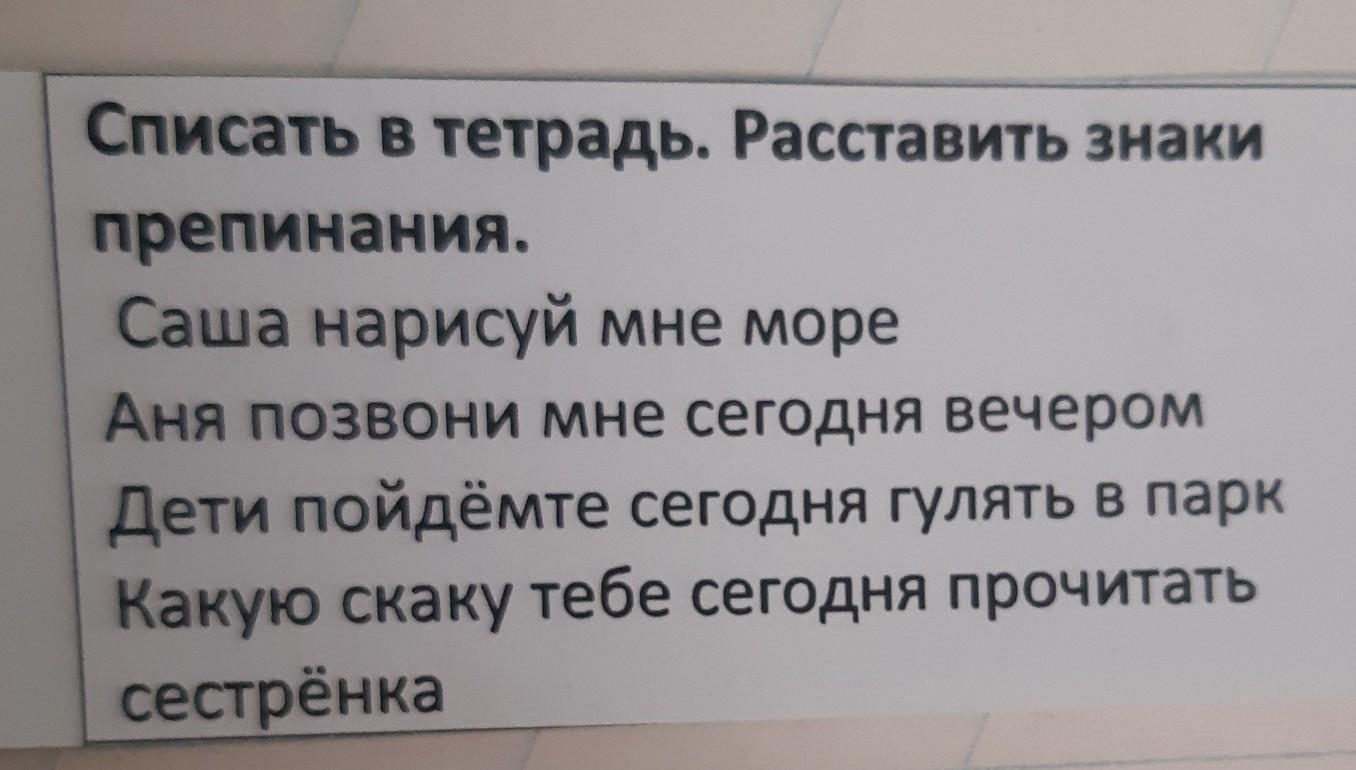 Списать в тетрадь. Расставить знаки
препинания.
Саша нарисуй мне море
Аня позвони мне сегодня вечером
Дети пойдёмте сегодня гулять в парк
Какую скаку тебе сегодня прочитать
сестрёнка